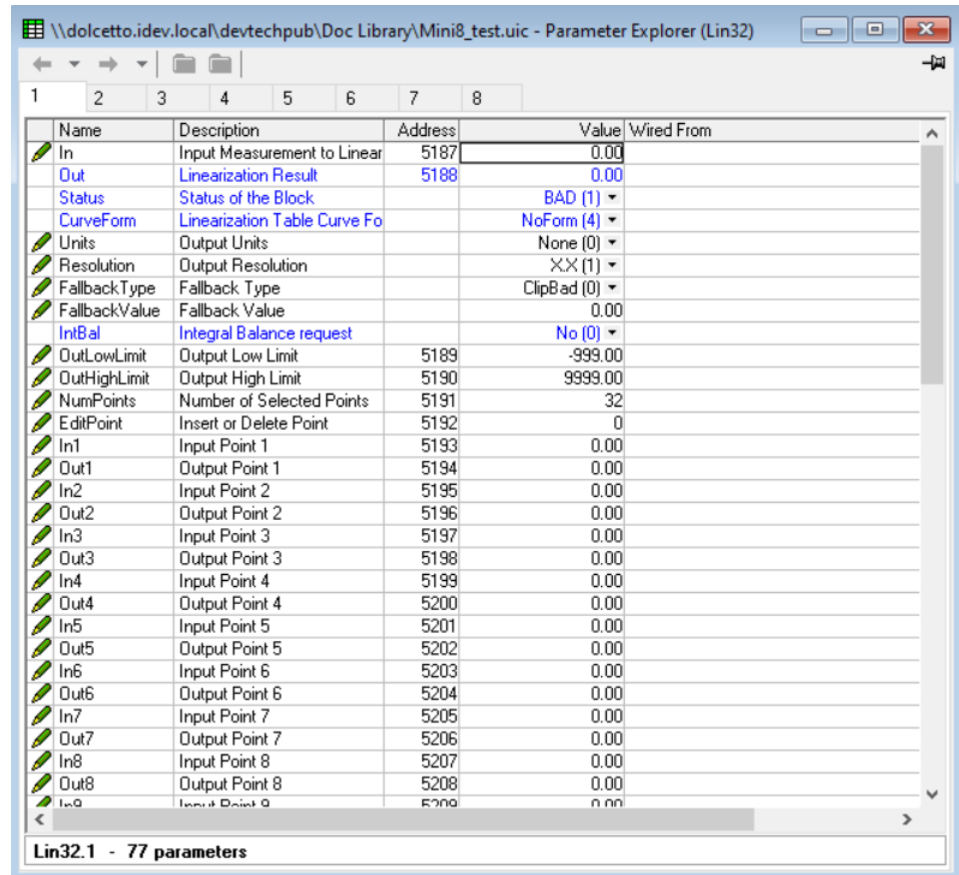 \\dolcetto.idev.local\devtechpub\Doc Library\Mini8_test.uic - Parameter Explorer (Lin32)
1 2 3 4 5 6 7 8
Name Description Address Value Wired From
In Input Measurement to Linear 5187 0.00
Out Linearization Result 5188 0.00
Status Status of the Block BAD (1)
CurveForm Linearization Table Curve Fo NoForm (4)
Units Output Units None (0)
Resolution Output Resolution X.X (1)
FallbackType Fallback Type ClipBad (0)
FallbackValue Fallback Value 0.00
IntBal Integral Balance request No (0)
OutLowLimit Output Low Limit 5189 -999.00
OutHighLimit Output High Limit 5190 9999.00
NumPoints Number of Selected Points 5191 32
EditPoint Insert or Delete Point 5192 0
In1 Input Point 1 5193 0.00
Out1 Output Point 1 5194 0.00
In2 Input Point 2 5195 0.00
Out2 Output Point 2 5196 0.00
In3 Input Point 3 5197 0.00
Out3 Output Point 3 5198 0.00
In4 Input Point 4 5199 0.00
Out4 Output Point 4 5200 0.00
In5 Input Point 5 5201 0.00
Out5 Output Point 5 5202 0.00
In6 Input Point 6 5203 0.00
Out6 Output Point 6 5204 0.00
In7 Input Point 7 5205 0.00
Out7 Output Point 7 5206 0.00
In8 Input Point 8 5207 0.00
Out8 Output Point 8 5208 0.00
In9 Input Point 9 5209 0.00
Lin32.1 - 77 parameters